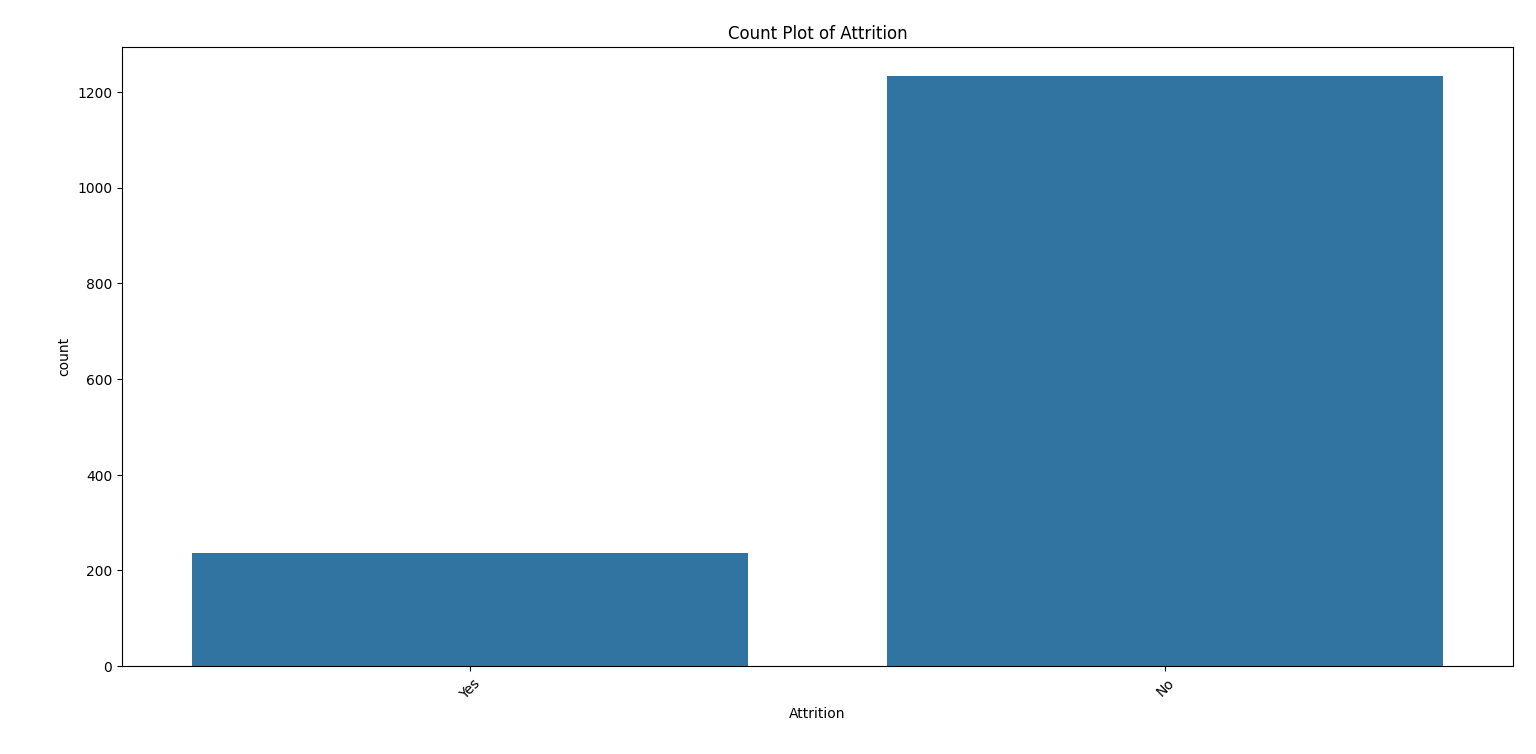 Count Plot of Attrition
1200
1000
800
600
400
200
0
count
Yes
No
Attrition